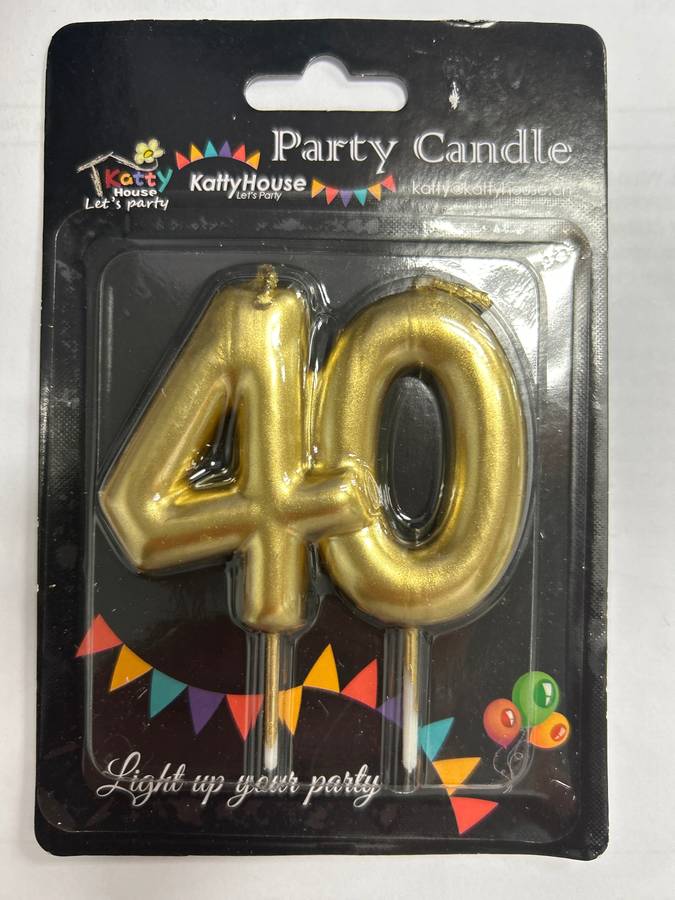 Party Candle
Katty
House
Let's party
KattyHouse
Let's Party
katty@kattyhouse.cn
40
Light up your party